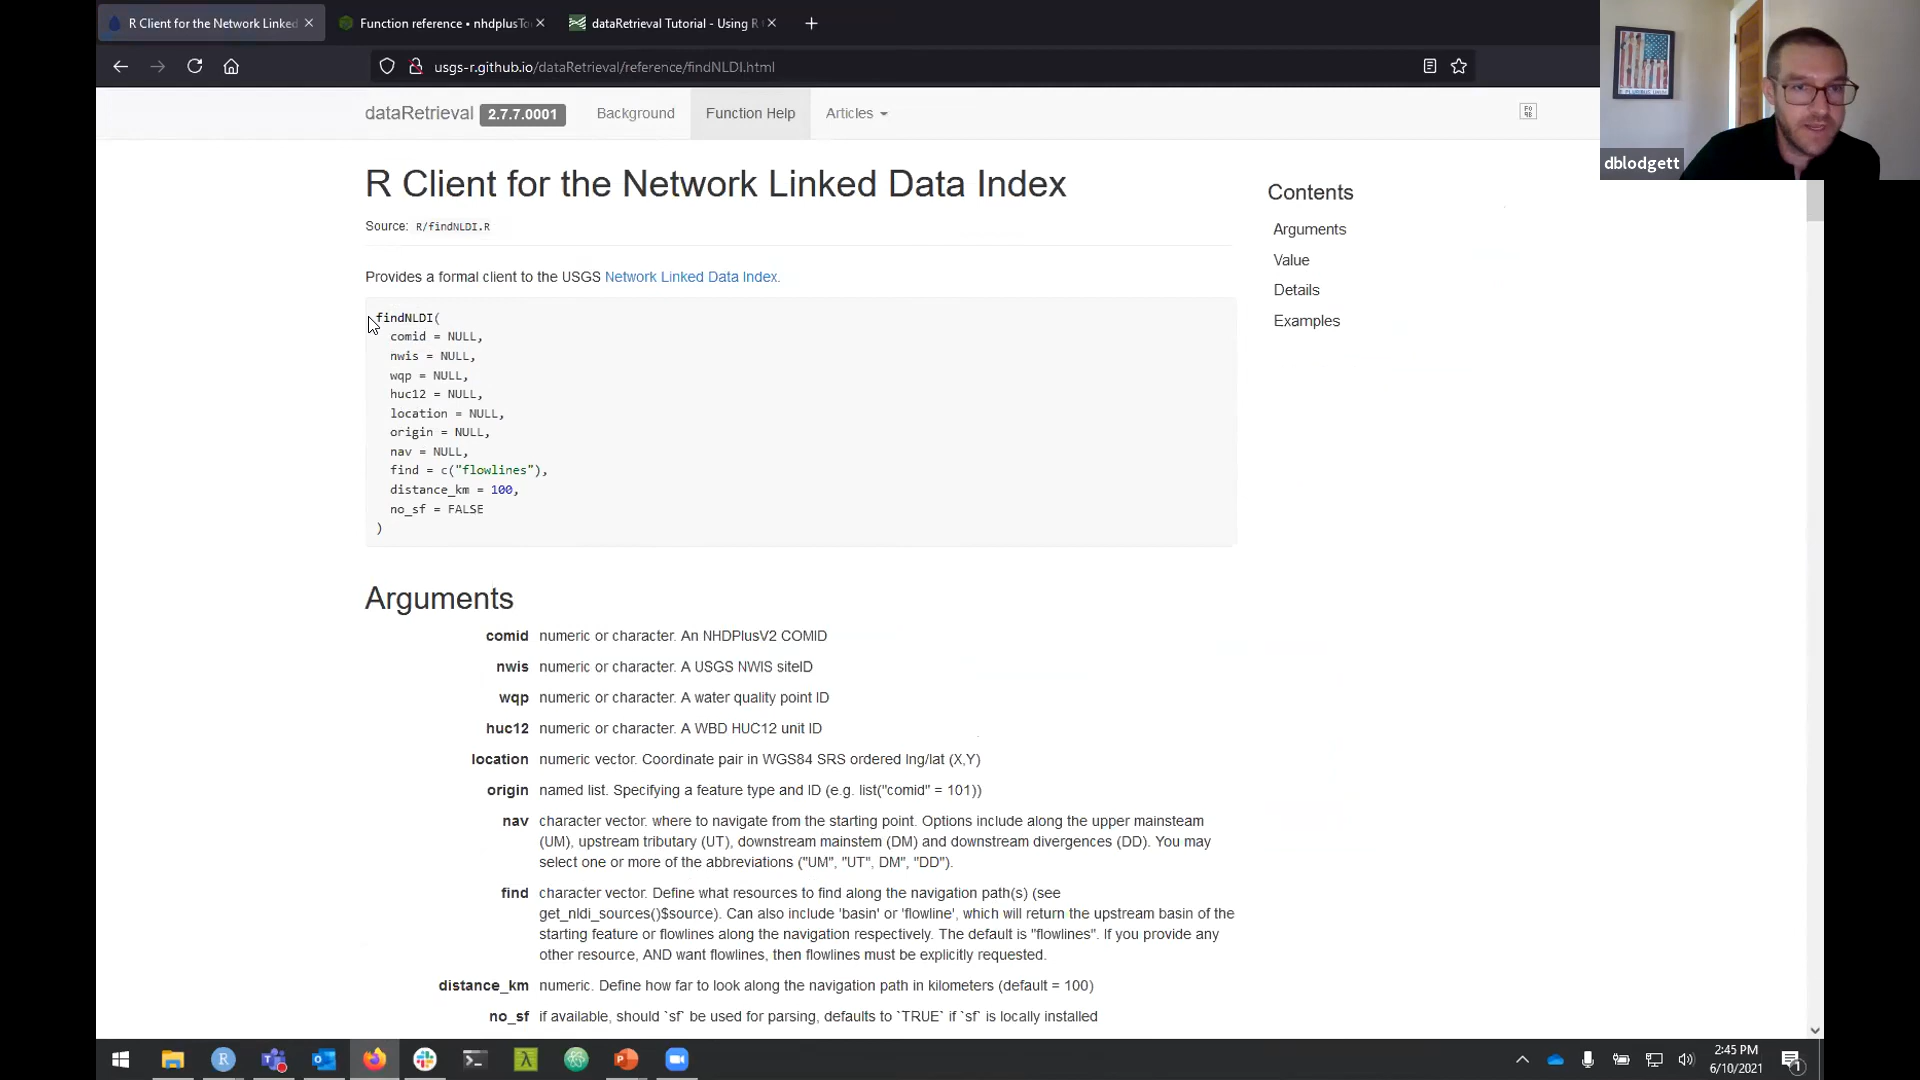 R Client for the Network Linked
Function reference • nhdplusTo
dataRetrieval Tutorial - Using R
usgs-r.github.io/dataRetrieval/reference/findNLDI.html
dataRetrieval 2.7.7.0001 Background Function Help Articles
dblodgett
R Client for the Network Linked Data Index
Source: R/findNLDI.R
Provides a formal client to the USGS Network Linked Data Index.
findNLDI(
comid = NULL,
nwis = NULL,
wqp = NULL,
huc12 = NULL,
location = NULL,
origin = NULL,
nav = NULL,
find = c("flowlines"),
distance_km = 100,
no_sf = FALSE
)
Contents
Arguments
Value
Details
Examples
Arguments
comid numeric or character. An NHDPlusV2 COMID
nwis numeric or character. A USGS NWIS siteID
wqp numeric or character. A water quality point ID
huc12 numeric or character. A WBD HUC12 unit ID
location numeric vector. Coordinate pair in WGS84 SRS ordered lng/lat (X,Y)
origin named list. Specifying a feature type and ID (e.g. list("comid" = 101))
nav character vector. where to navigate from the starting point. Options include along the upper mainsteam
(UM), upstream tributary (UT), downstream mainstem (DM) and downstream divergences (DD). You may
select one or more of the abbreviations ("UM", "UT", DM", "DD").
find character vector. Define what resources to find along the navigation path(s) (see
get_nldi_sources()$source). Can also include 'basin' or 'flowline', which will return the upstream basin of the
starting feature or flowlines along the navigation respectively. The default is "flowlines". If you provide any
other resource, AND want flowlines, then flowlines must be explicitly requested.
distance_km numeric. Define how far to look along the navigation path in kilometers (default = 100)
no_sf if available, should `sf` be used for parsing, defaults to `TRUE` if `sf` is locally installed
2:45 PM
6/10/2021